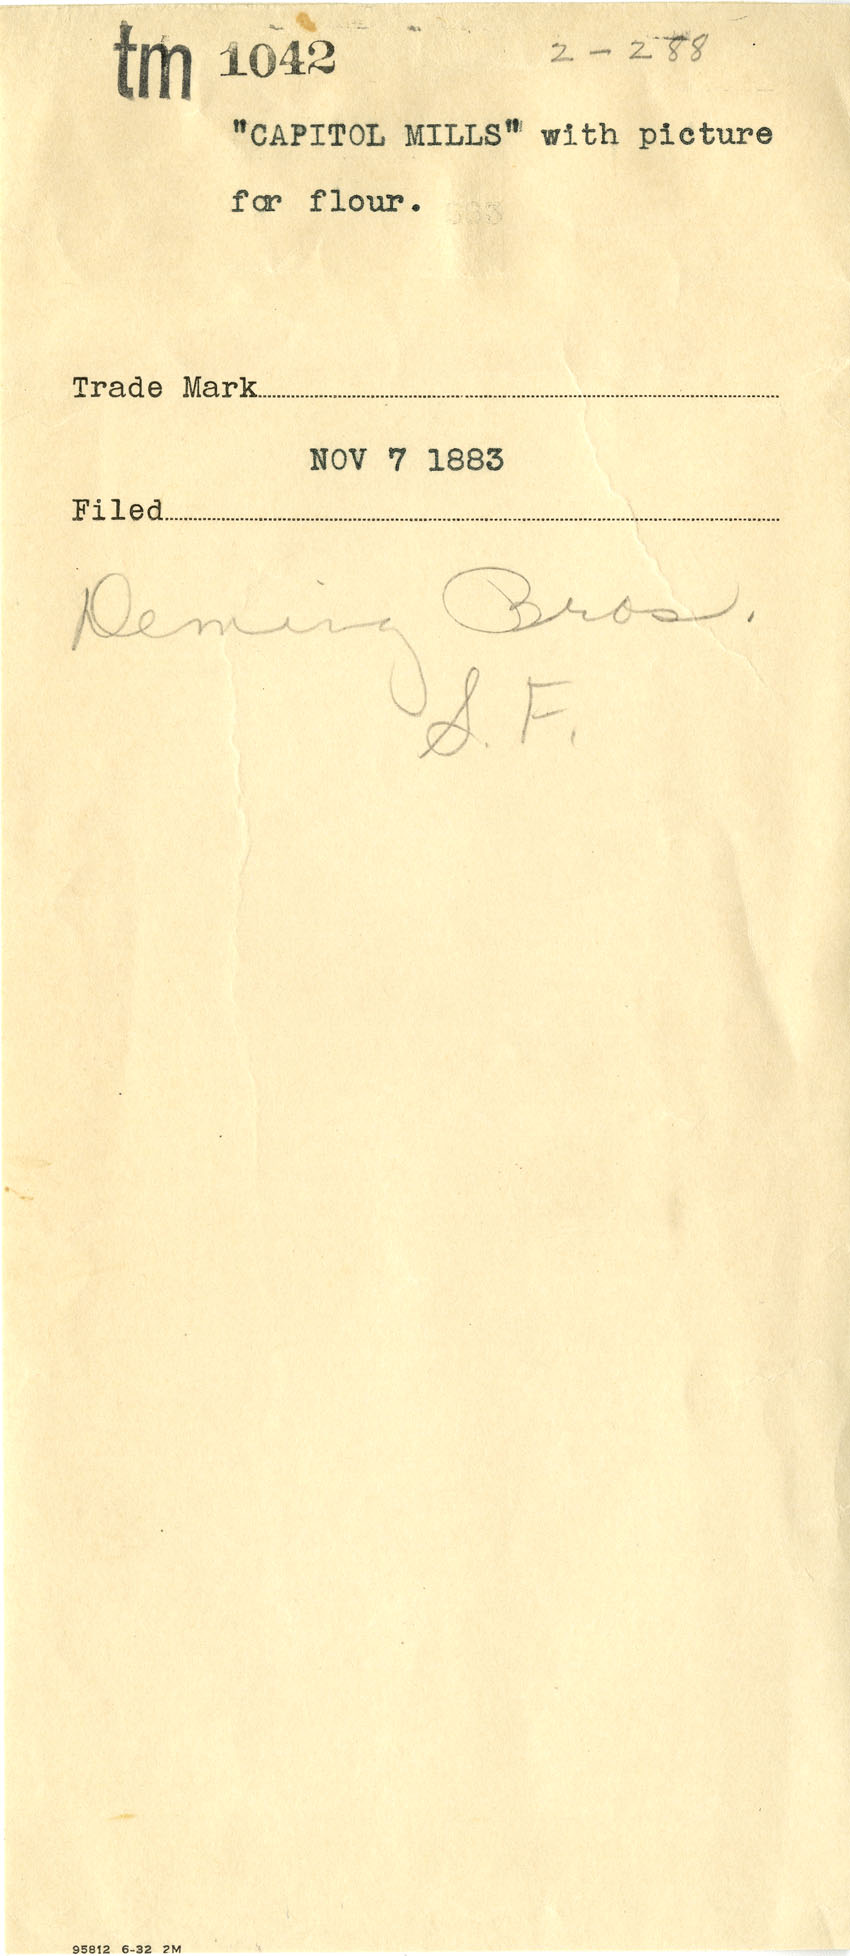 tm 1042 2-288
"CAPITOL MILLS" with picture
for flour.
Trade Mark
NOV 7 1883
Filed
Deming Bros.
S. F.
95812 6-32 2M